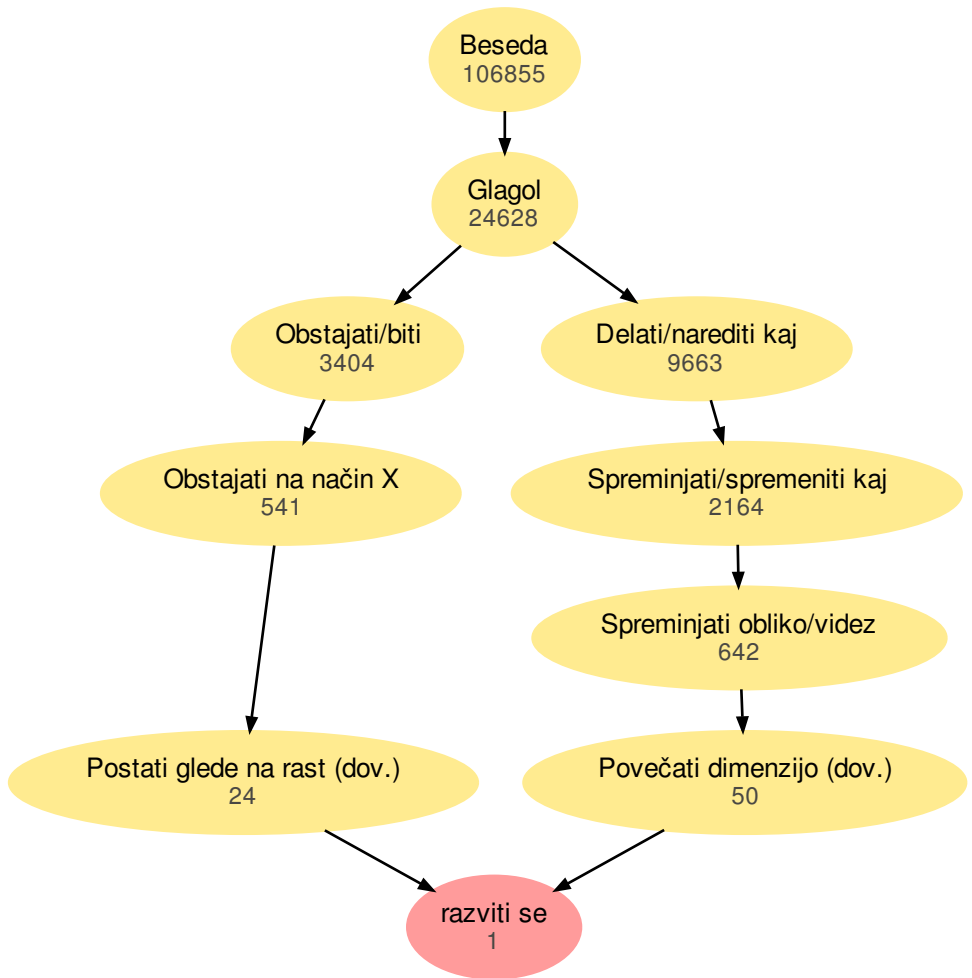 Beseda
106855
Glagol
24628
Obstajati/biti
3404
Delati/narediti kaj
9663
Obstajati na način X
541
Spreminjati/spremeniti kaj
2164
Spreminjati obliko/videz
642
Postati glede na rast (dov.)
24
Povečati dimenzijo (dov.)
50
razviti se
1